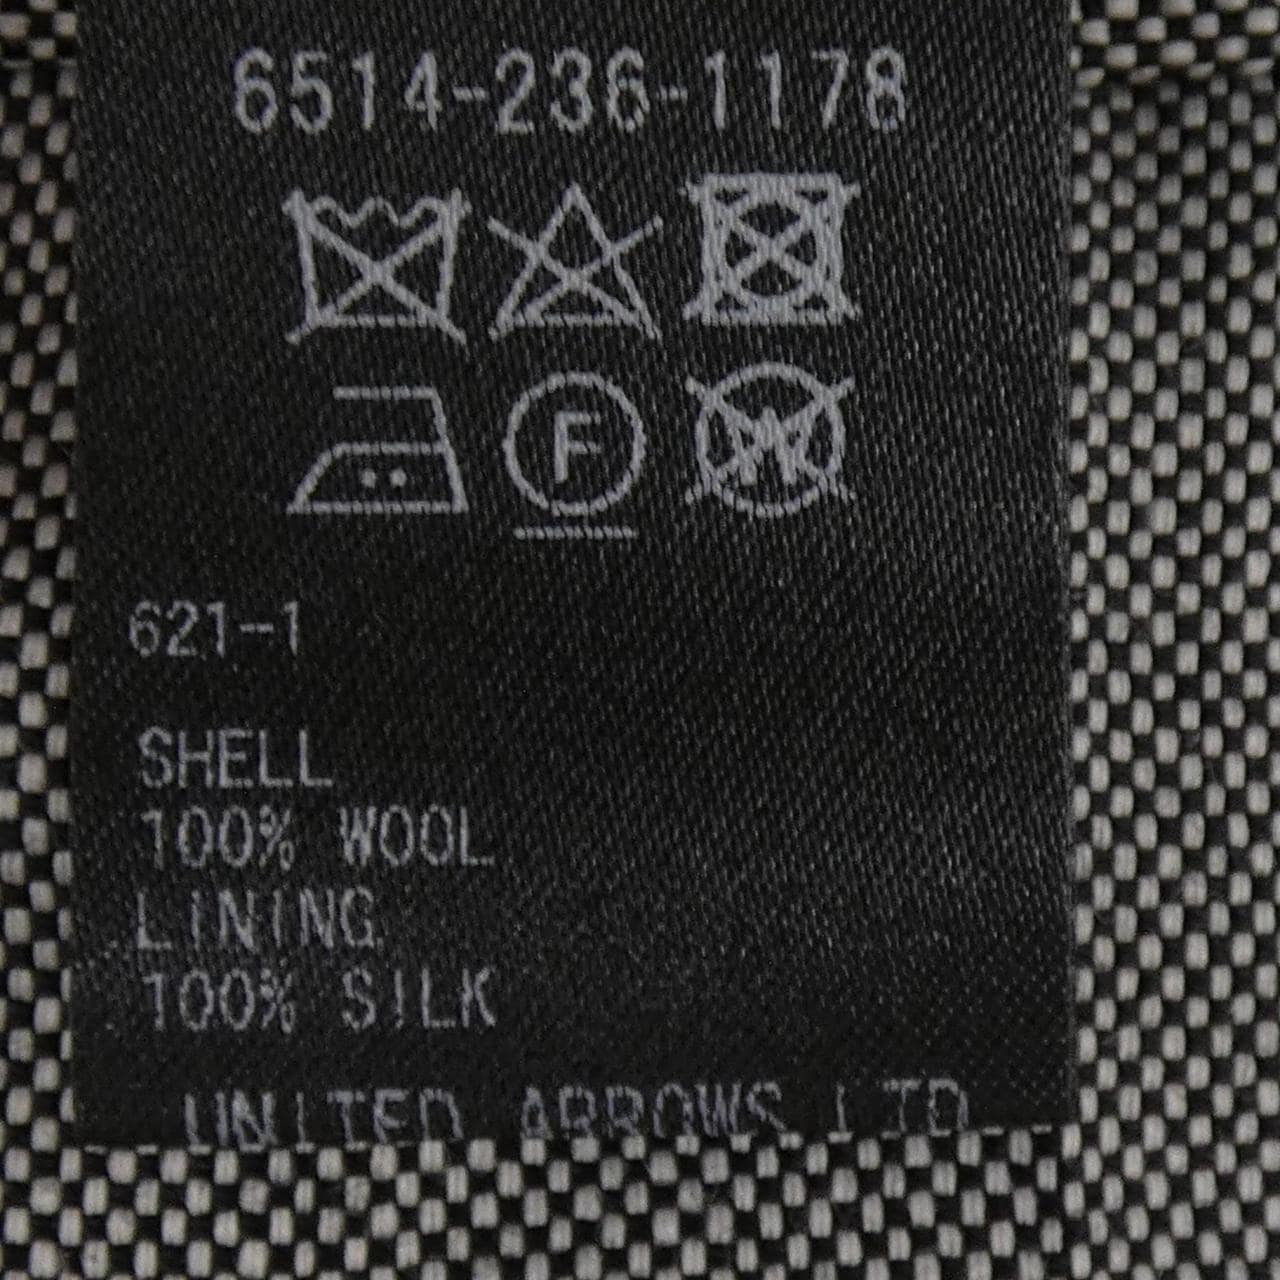 6514-236-1178
F
W
621-1
SHELL
100% WOOL
LINING
100% SILK
UNITED ARROWS LTD